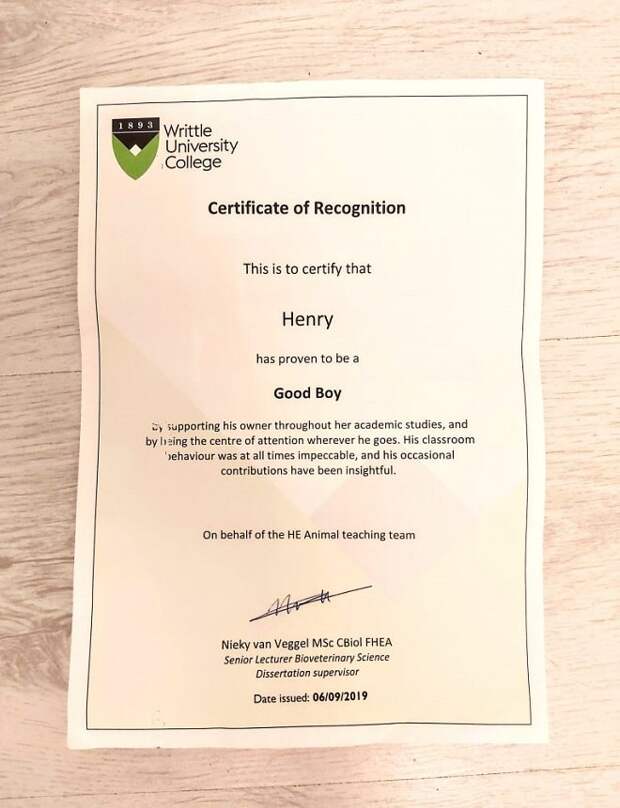 1893
Writtle
University
College
Certificate of Recognition
This is to certify that
Henry
has proven to be a
Good Boy
by supporting his owner throughout her academic studies, and
by being the centre of attention wherever he goes. His classroom
behaviour was at all times impeccable, and his occasional
contributions have been insightful.
On behalf of the HE Animal teaching team
Nieky van Veggel MSc CBiol FHEA
Senior Lecturer Bioveterinary Science
Dissertation supervisor
Date issued: 06/09/2019